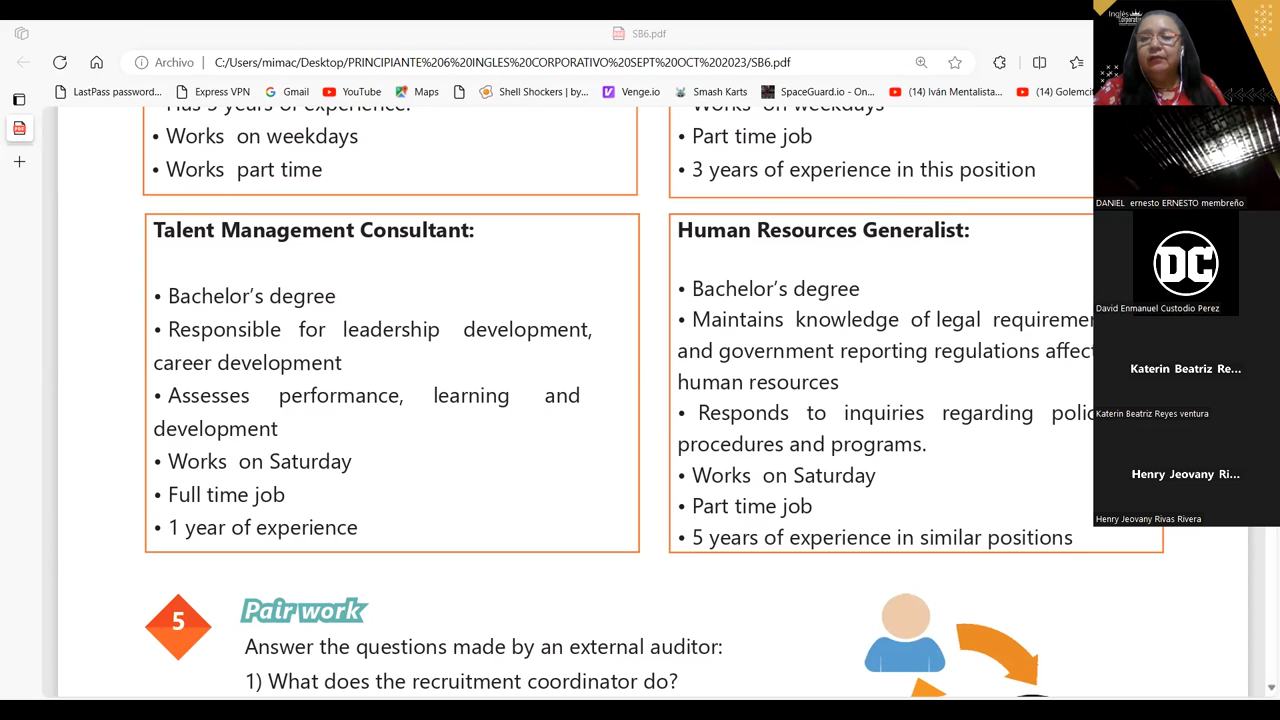 SB6.pdf
Archivo C:/Users/mimac/Desktop/PRINCIPIANTE%206%20INGLES%20CORPORATIVO%20SEPT%20OCT%202023/SB6.pdf
LastPass password... Express VPN Gmail YouTube Maps Shell Shockers | by... Venge.io Smash Karts SpaceGuard.io - On... (14) Iván Mentalista... (14) Golemcit
Inglés
Corporativo
• Works on weekdays
• Works part time
• Part time job
• 3 years of experience in this position
Talent Management Consultant:
• Bachelor's degree
• Responsible for leadership development,
career development
• Assesses performance, learning and
development
• Works on Saturday
• Full time job
• 1 year of experience
Human Resources Generalist:
• Bachelor's degree
• Maintains knowledge of legal requiremen
and government reporting regulations affect
human resources
• Responds to inquiries regarding polic
procedures and programs.
• Works on Saturday
• Part time job
• 5 years of experience in similar positions
5
Pair work
Answer the questions made by an external auditor:
1) What does the recruitment coordinator do?
DANIEL ernesto ERNESTO membreño
DC
David Enmanuel Custodio Perez
Katerin Beatriz Re...
Katerin Beatriz Reyes ventura
Henry Jeovany Ri...
Henry Jeovany Rivas Rivera